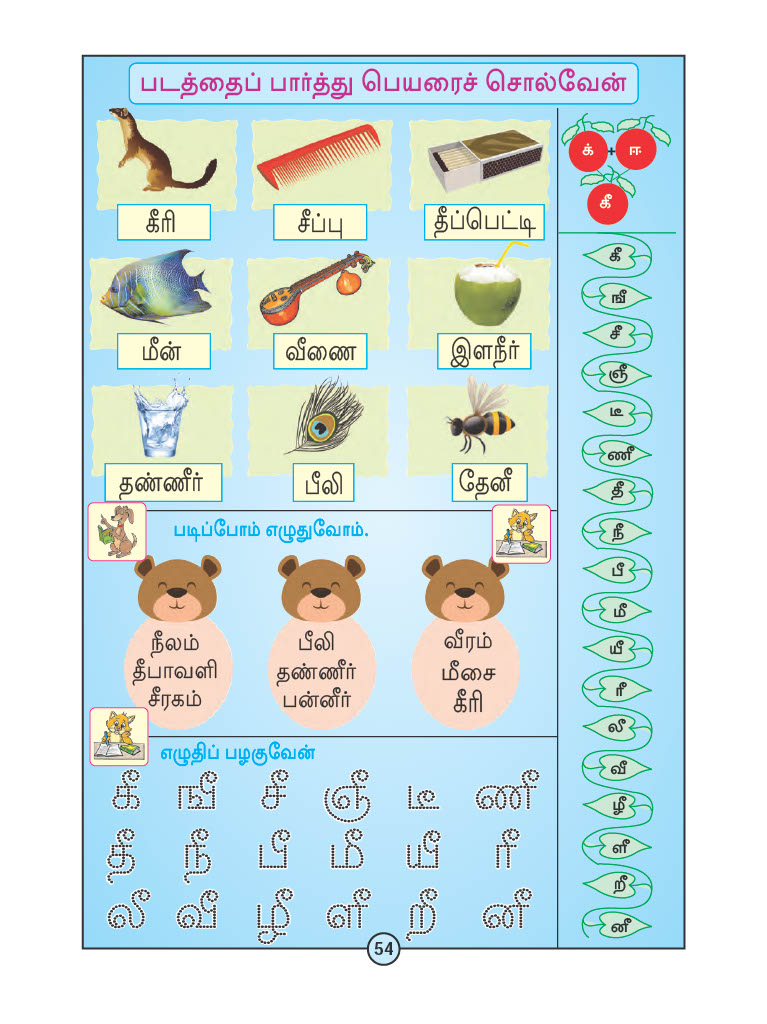 படத்தைப் பார்த்து பெயரைச் சொல்வேன்
கீரி
சீப்பு
தீப்பெட்டி
மீன்
வீணை
இளநீர்
தண்ணீர்
பீலி
தேனீ
படிப்போம் எழுதுவோம்.
நீலம்
தீபாவளி
சீரகம்
பீலி
தண்ணீர்
பன்னீர்
வீரம்
மீசை
கீரி
எழுதிப் பழகுவேன்
கீ ஙீ சீ ஞீ டீ ணீ
தீ நீ பீ மீ யீ ரீ
லீ வீ ழீ ளீ றீ னீ
க் + ஈ
கீ
கீ
ஙீ
சீ
ஞீ
டீ
ணீ
தீ
நீ
பீ
மீ
யீ
ரீ
லீ
வீ
ழீ
ளீ
றீ
னீ
54